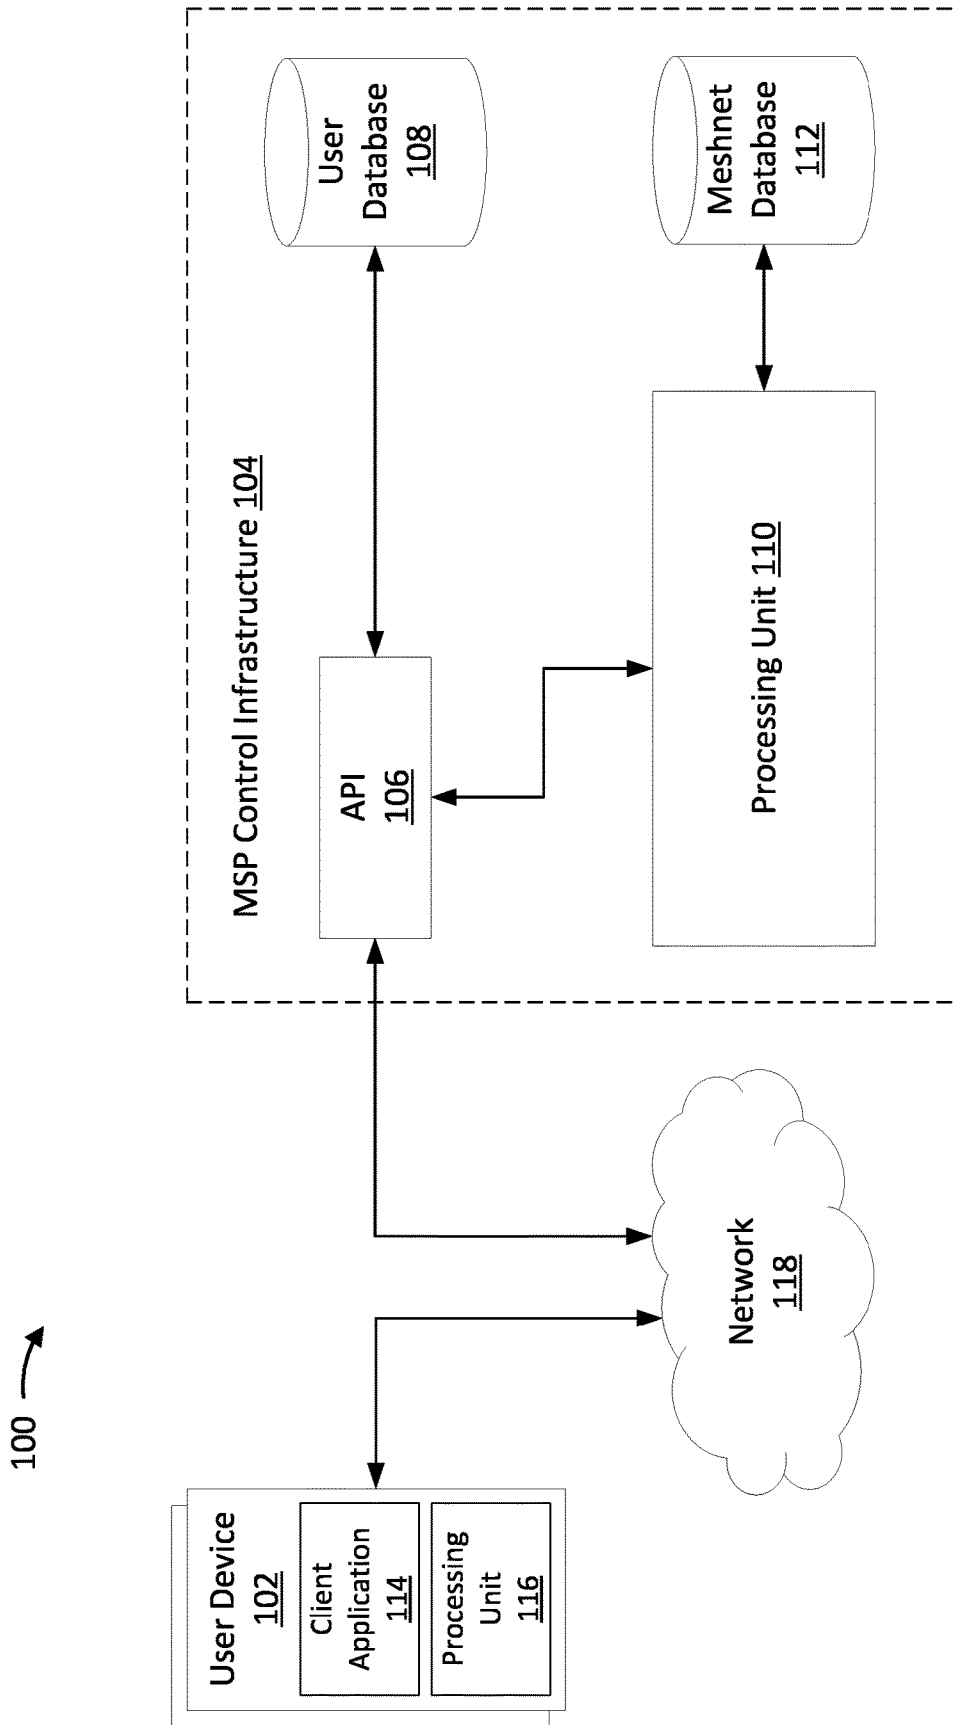 100
User Device
102
Client
Application
114
Processing
Unit
116
Network
118
MSP Control Infrastructure 104
API
106
User
Database
108
Processing Unit 110
Meshnet
Database
112